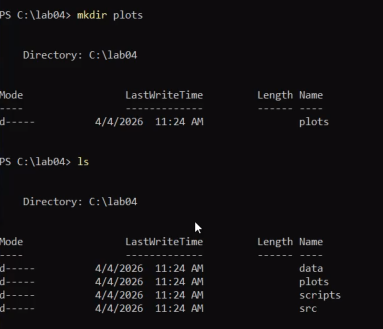 PS C:\lab04> mkdir plots
Directory: C:\lab04
Mode LastWriteTime Length Name
---- ------------- ------ ----
d----- 4/4/2026 11:24 AM plots
PS C:\lab04> ls
Directory: C:\lab04
Mode LastWriteTime Length Name
---- ------------- ------ ----
d----- 4/4/2026 11:24 AM data
d----- 4/4/2026 11:24 AM plots
d----- 4/4/2026 11:24 AM scripts
d----- 4/4/2026 11:24 AM src